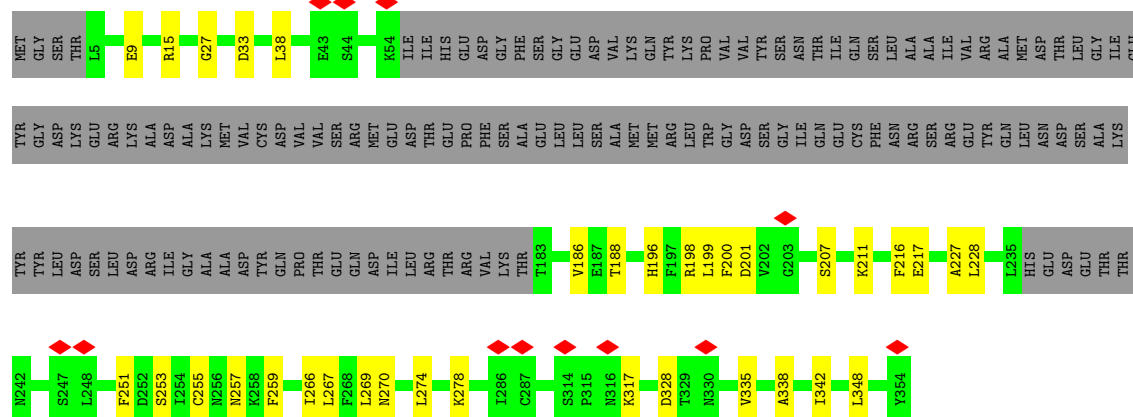 MET GLY SER THR L5 E9 R15 G27 D33 L38 E43 S44 K54 ILE ILE HIS GLU ASP GLY PHE SER GLY GLU ASP VAL LYS GLN TYR LYS PRO VAL VAL TYR SER ASN THR ILE GLN SER LEU ALA ALA ILE VAL ARG ALA MET ASP THR LEU GLY ILE
TYR GLY ASP LYS GLU ARG LYS ALA ASP ALA LYS MET VAL CYS ASP VAL VAL SER ARG MET GLU ASP THR GLU PRO PHE SER ALA GLU LEU LEU SER ALA MET MET ARG LEU TRP GLY ASP SER GLY ILE GLN GLU CYS PHE ASN ARG SER ARG GLU TYR GLN LEU ASN ASP SER ALA LYS
TYR TYR LEU ASP SER LEU ASP ARG ILE GLY ALA ALA ASP TYR GLN PRO THR GLU GLN ASP ILE LEU ARG THR ARG VAL LYS THR T183 V186 E187 T188 H196 F197 R198 L199 F200 D201 V202 G203 S207 K211 F216 E217 A227 L228 L235 HIS GLU ASP GLU THR THR
N242 S247 L248 F251 D252 S253 I254 C255 N256 N257 K258 F259 I266 L267 F268 L269 N270 L274 K278 I286 C287 S314 P315 N316 K317 D328 T329 N330 V335 A338 I342 L348 Y354